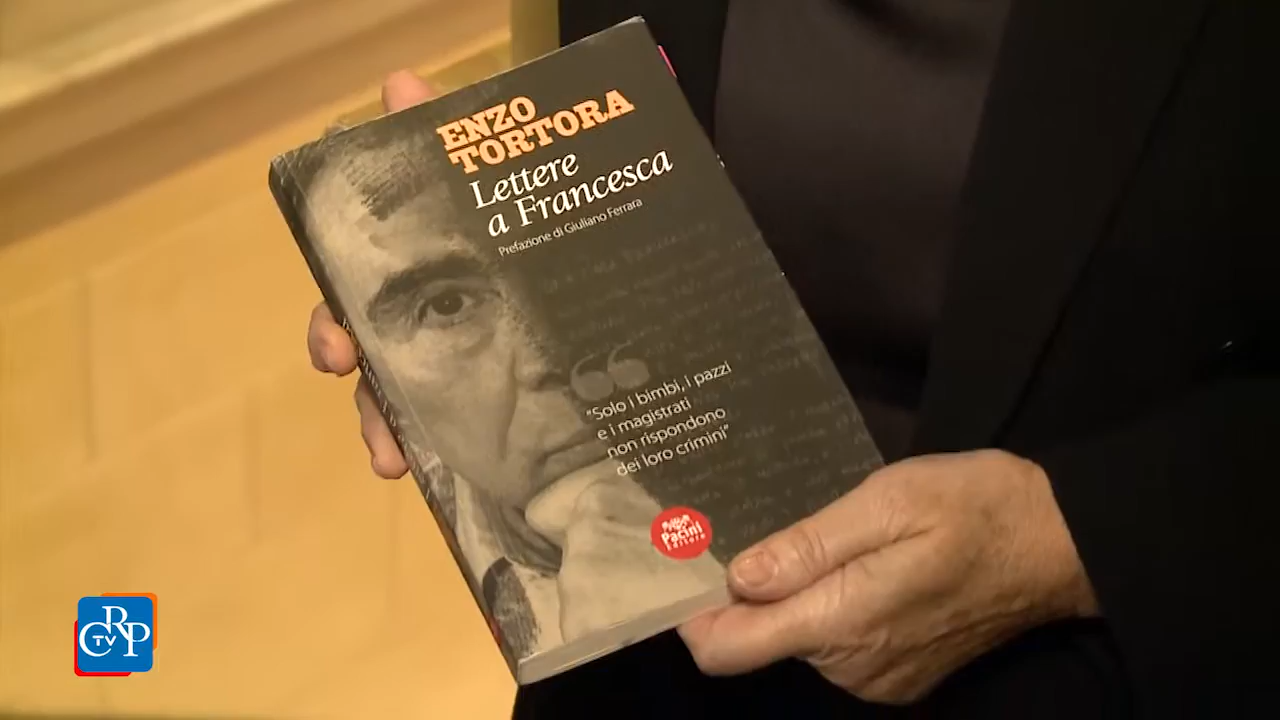 ENZO
TORTORA
Lettere
a Francesca
Prefazione di Giuliano Ferrara
"Solo i bimbi, i pazzi
e i magistrati
non rispondono
dei loro crimini"
Pacini
Editore
CRP
TV